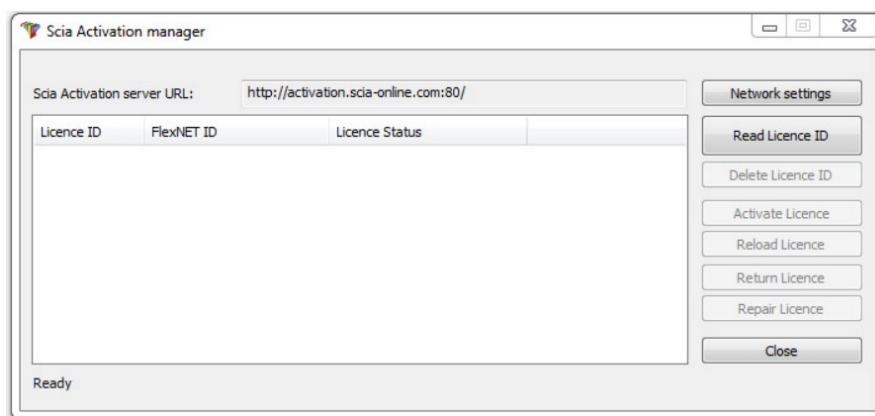 Scia Activation manager
Scia Activation server URL: http://activation.scia-online.com:80/ Network settings
Licence ID FlexNET ID Licence Status
Read Licence ID
Delete Licence ID
Activate Licence
Reload Licence
Return Licence
Repair Licence
Close
Ready